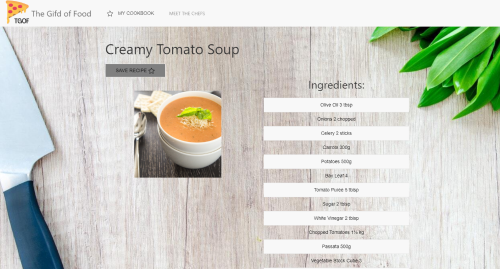 TGOF
The Gifd of Food
MY COOKBOOK
MEET THE CHEFS
Creamy Tomato Soup
SAVE RECIPE
Ingredients:
Olive Oil 3 tbsp
Onions 2 chopped
Celery 2 sticks
Carrots 300g
Potatoes 500g
Bay Leaf 4
Tomato Puree 5 tbsp
Sugar 2 tbsp
White Vinegar 2 tbsp
Chopped Tomatoes 1½ kg
Passata 300g
Vegetable Stock Cube 3